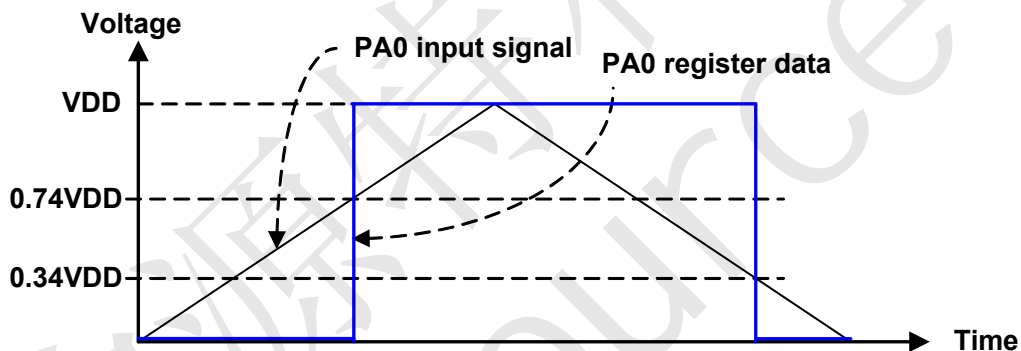 Voltage
PA0 input signal
PA0 register data
VDD
0.74VDD
0.34VDD
Time